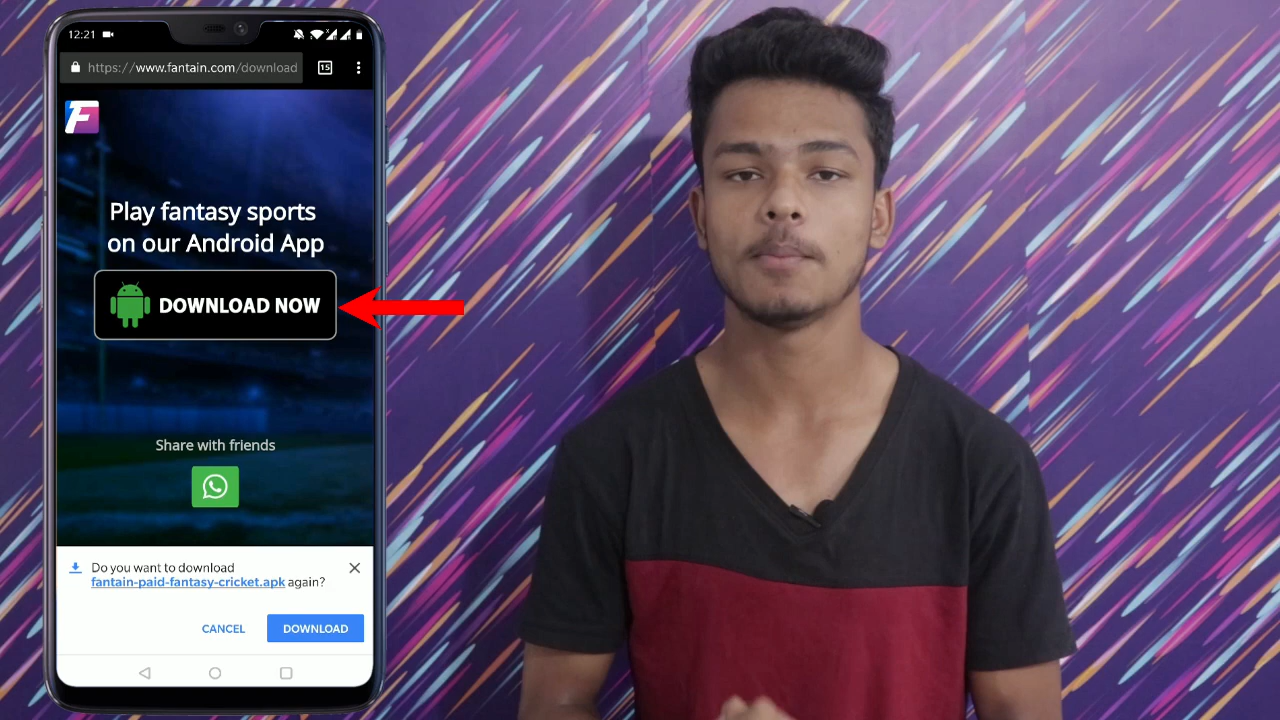 12:21
https://www.fantain.com/download
15
F
Play fantasy sports
on our Android App
DOWNLOAD NOW
Share with friends
Do you want to download
fantain-paid-fantasy-cricket.apk again?
CANCEL
DOWNLOAD